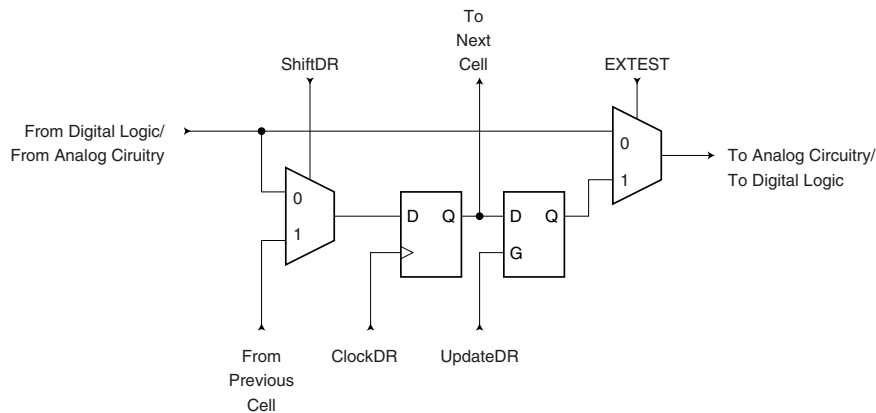 To
Next
Cell
ShiftDR
EXTEST
From Digital Logic/
From Analog Ciruitry
0
1
To Analog Circuitry/
To Digital Logic
0
1
D Q
D Q
G
From
Previous
Cell
ClockDR
UpdateDR